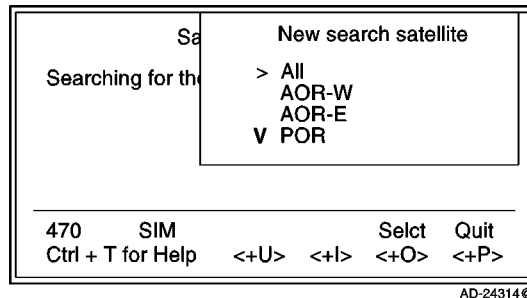 Sa
New search satellite
Searching for the
> All
AOR-W
AOR-E
V POR
470 SIM Selct Quit
Ctrl + T for Help <+U> <+I> <+O> <+P>
AD-24314@